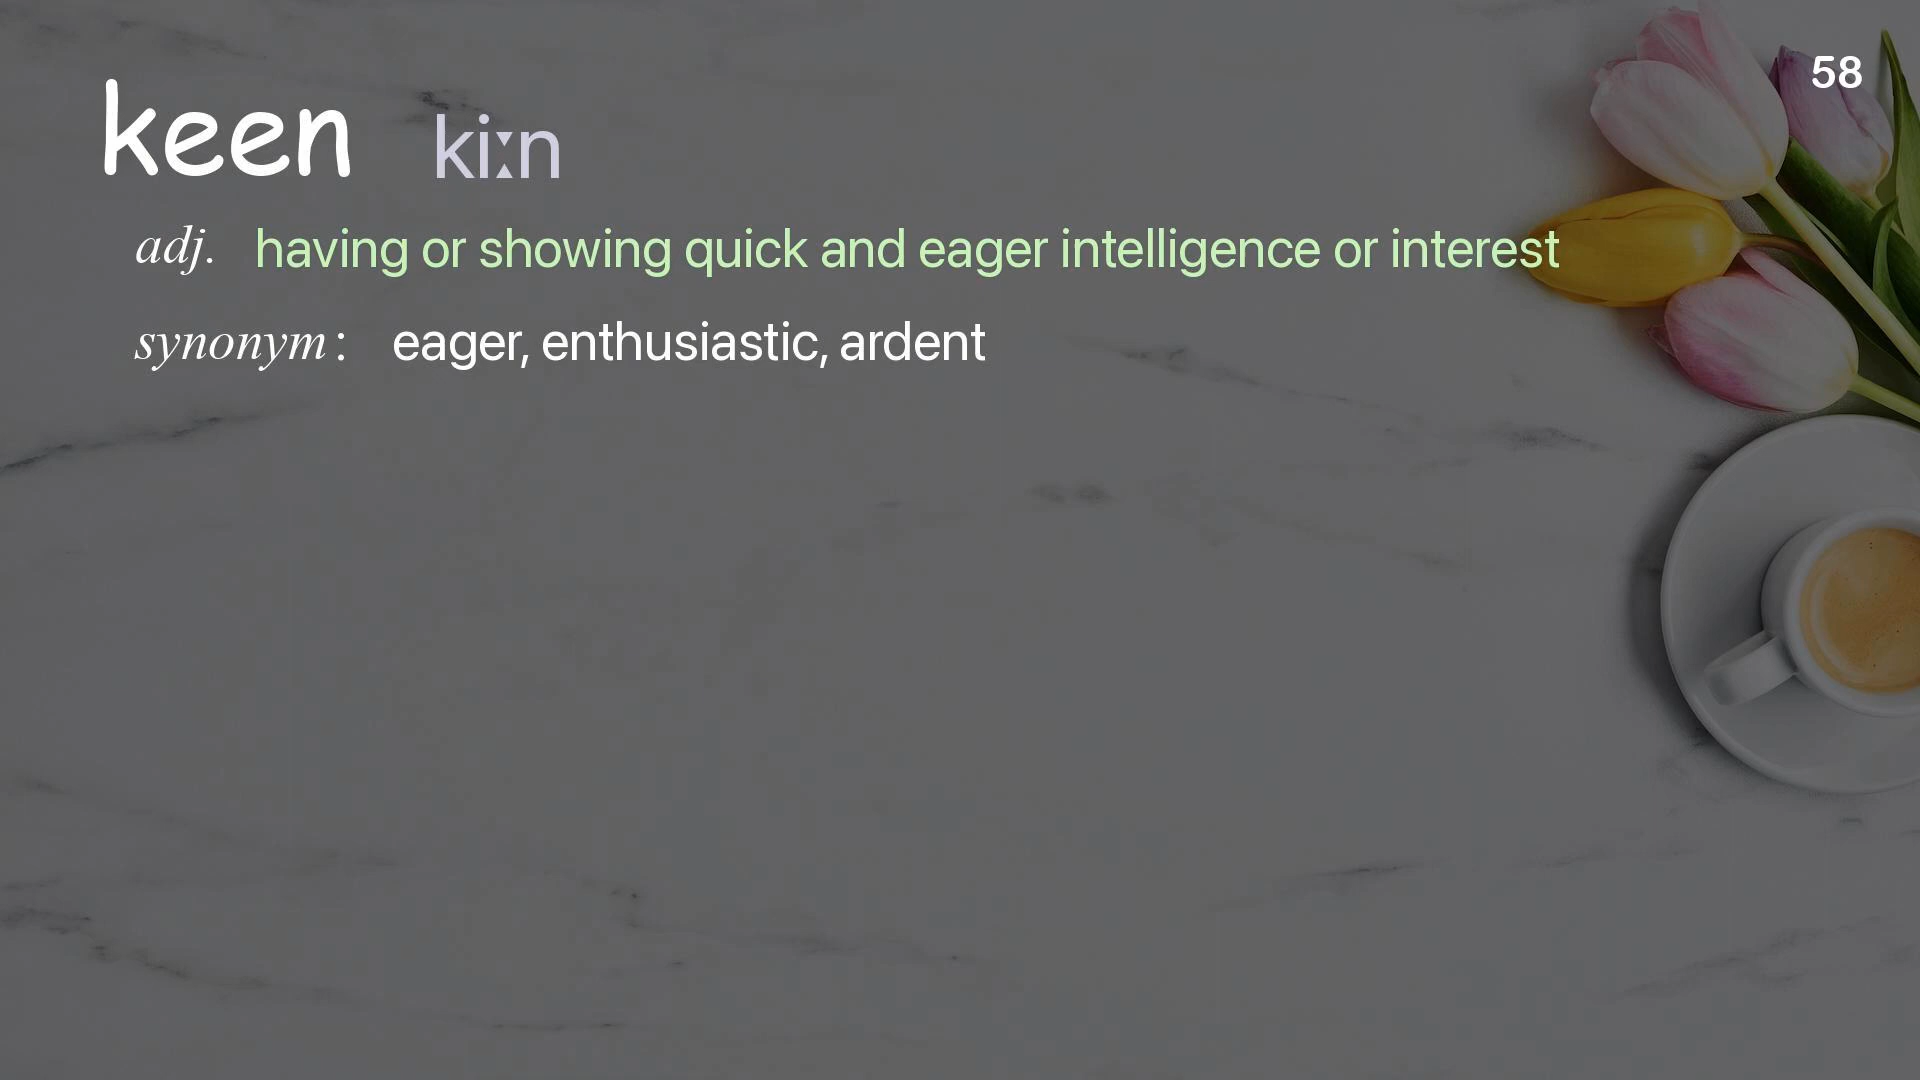 58
keen kiːn
adj. having or showing quick and eager intelligence or interest
synonym : eager, enthusiastic, ardent